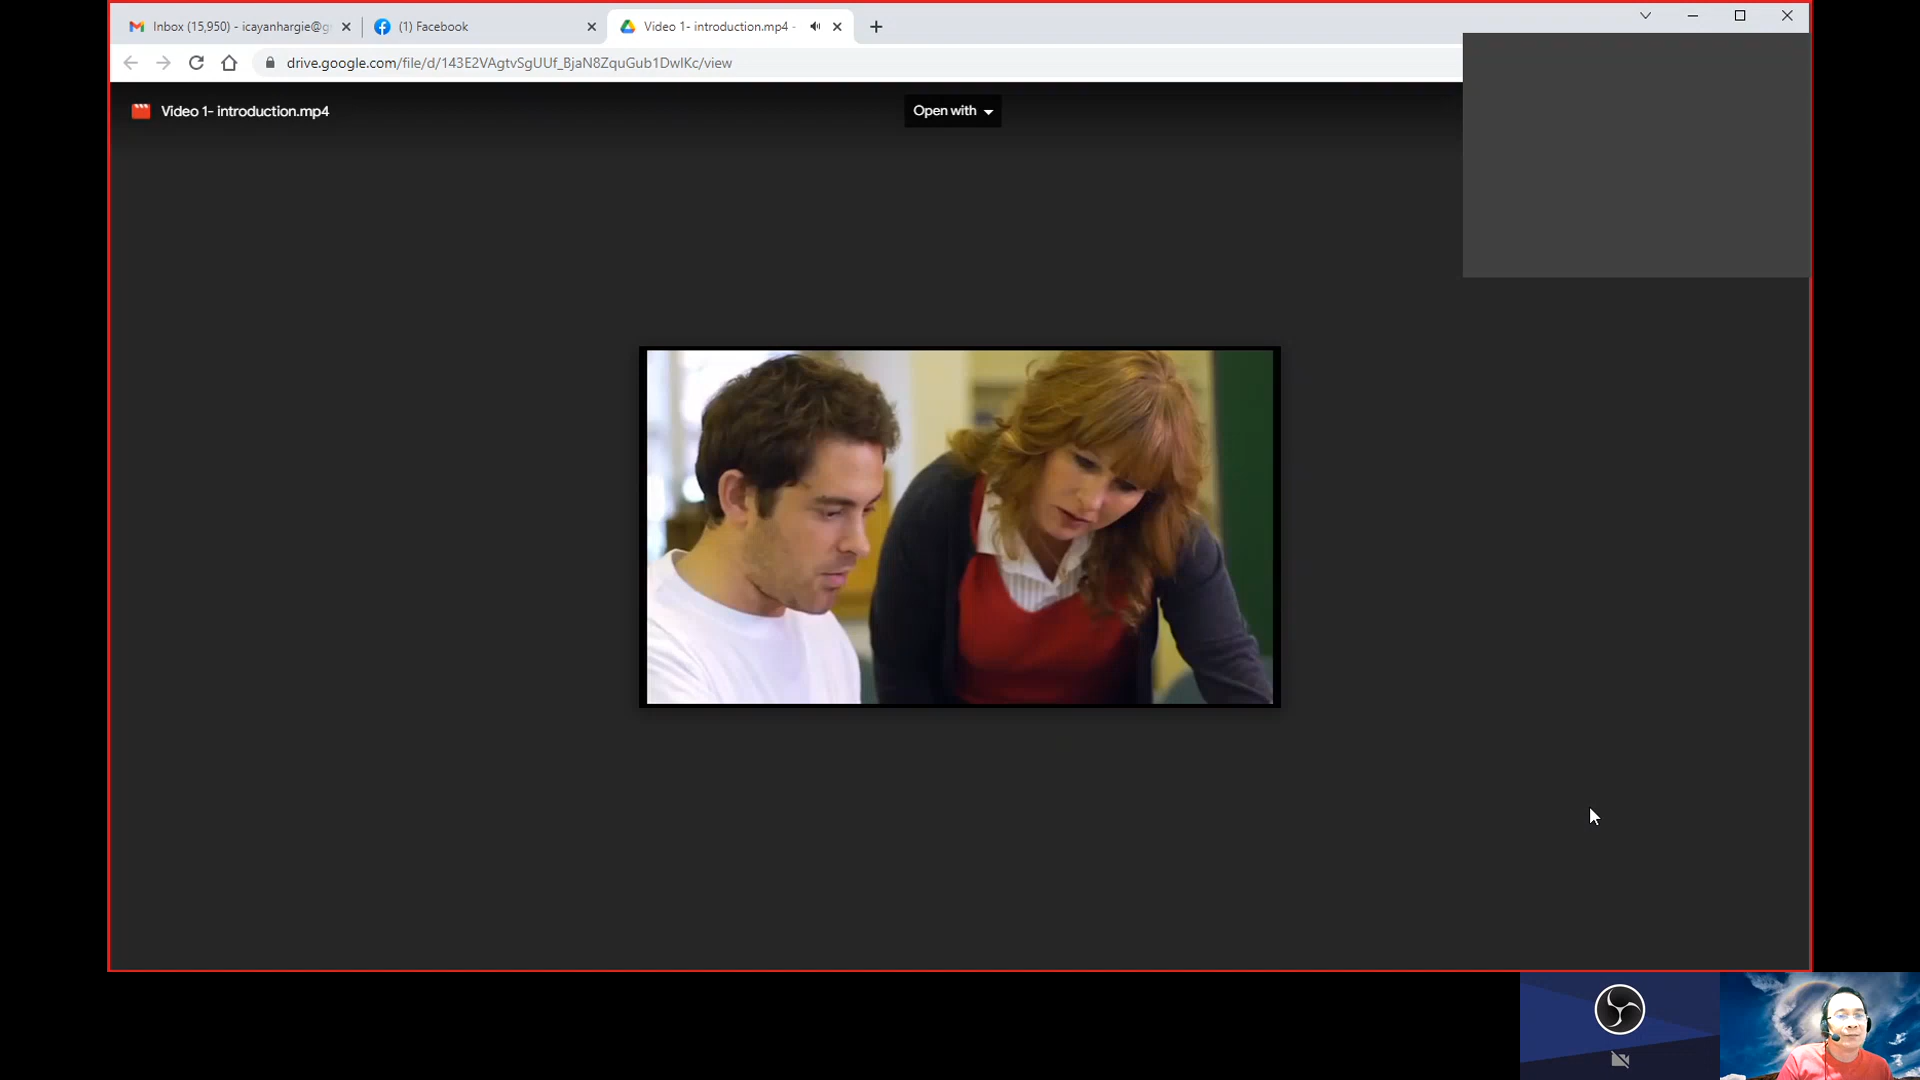 Inbox (15,950) - icayanhargie@g
(1) Facebook
Video 1- introduction.mp4 -
drive.google.com/file/d/143E2VAgtvSgUUf_BjaN8ZquGub1DwIKc/view
Video 1- introduction.mp4
Open with